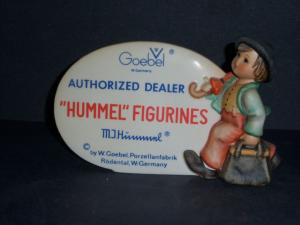 Goebel
W.Germany
AUTHORIZED DEALER
"HUMMEL" FIGURINES
M.J.Hummel ®
© by W. Goebel, Porzellanfabrik
Rödental, W.Germany